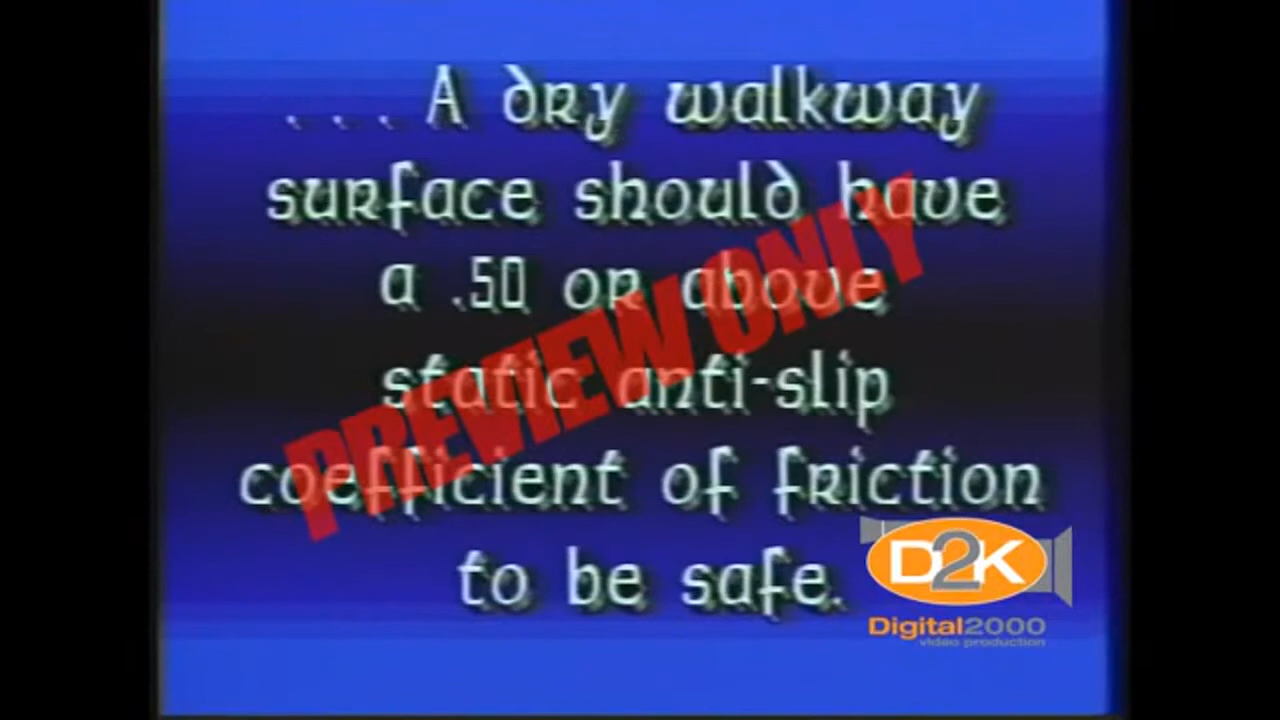 ...A dry walkway
surface should have
a .50 or above
static anti-slip
coefficient of friction
to be safe.
PREVIEW ONLY
D2K
Digital2000
video production